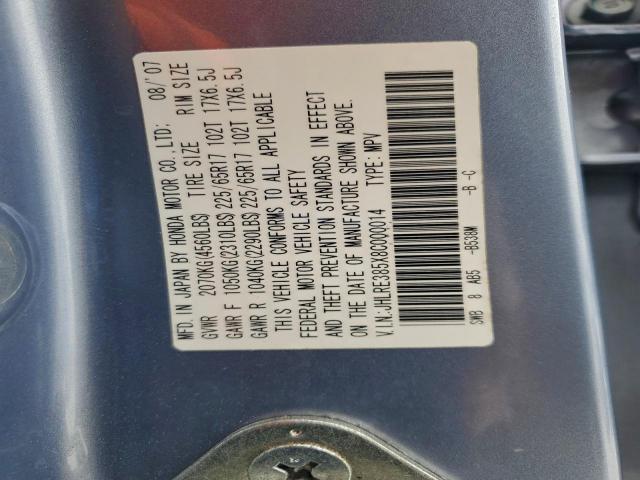 MFD. IN JAPAN BY HONDA MOTOR CO., LTD; 08/'07
GVWR 2070KG(4560LBS) TIRE SIZE RIM SIZE
GAWR F 1050KG(2310LBS) 225/65R17 102T 17X6.5J
GAWR R 1040KG(2290LBS) 225/65R17 102T 17X6.5J
THIS VEHICLE CONFORMS TO ALL APPLICABLE
FEDERAL MOTOR VEHICLE SAFETY
AND THEFT PREVENTION STANDARDS IN EFFECT
ON THE DATE OF MANUFACTURE SHOWN ABOVE.
V.I.N:JHLRE385X8C000014 TYPE: MPV
SWB 8 AB5 -B538M -B -C